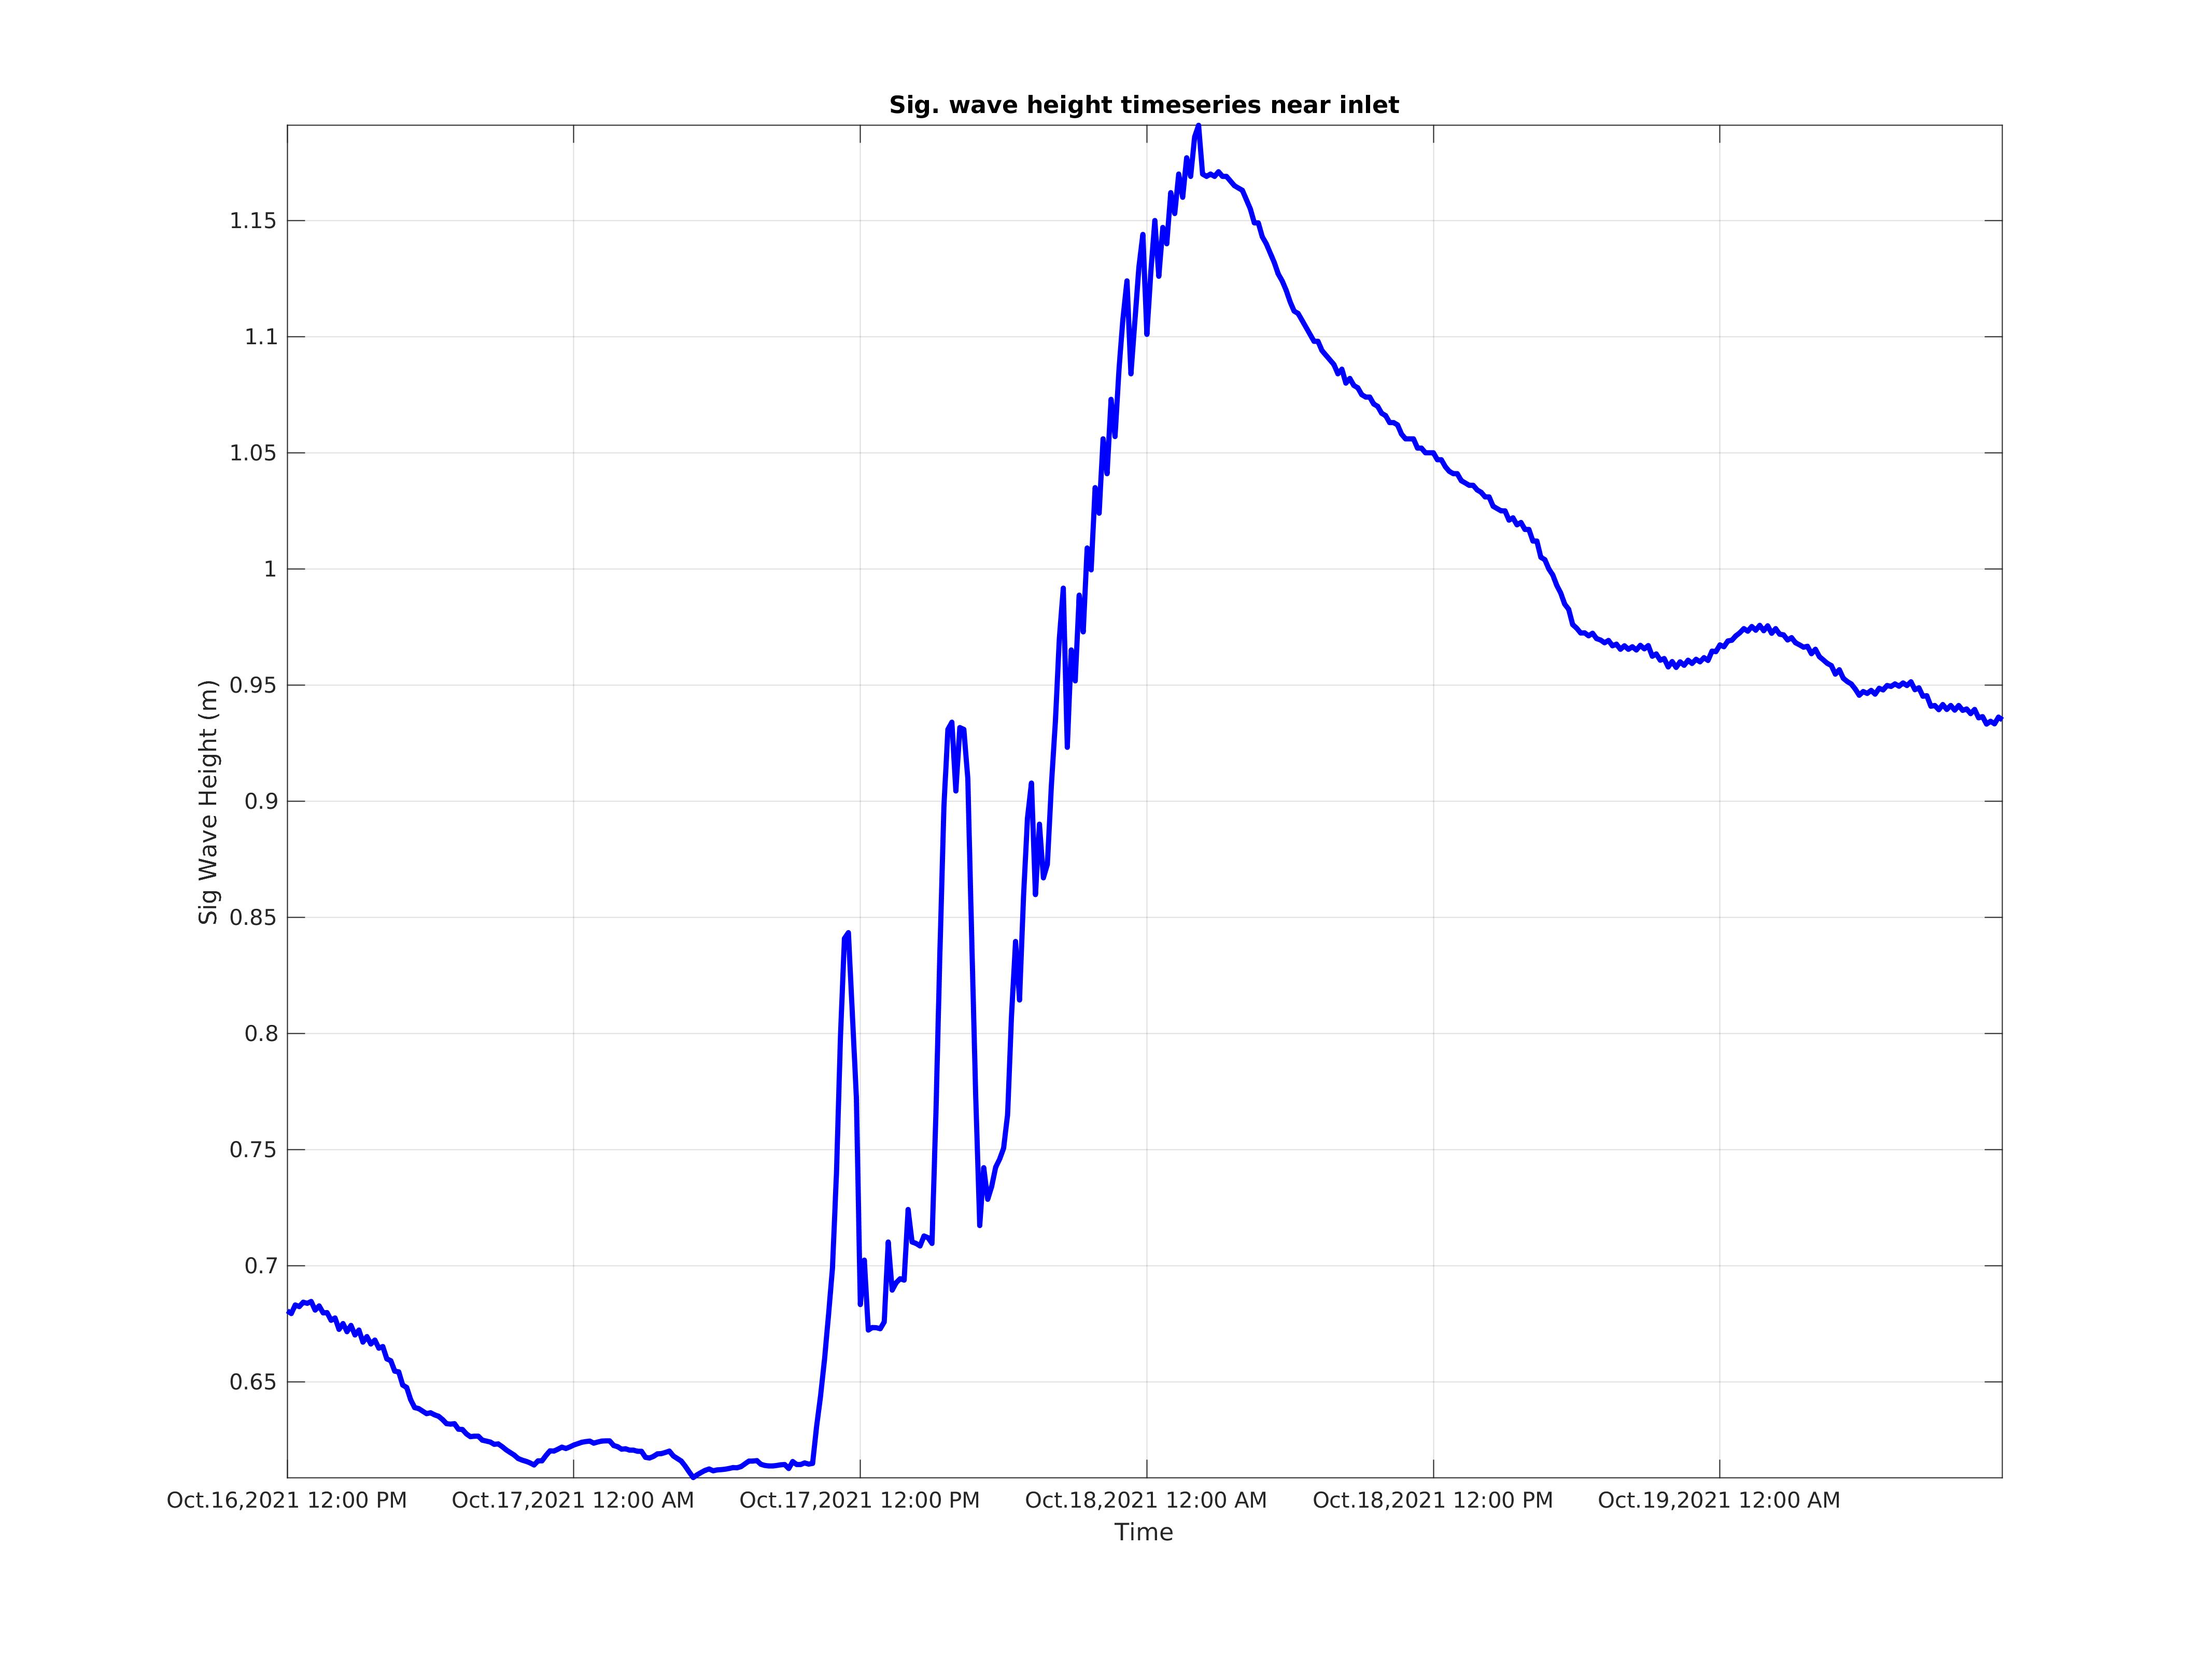 Sig. wave height timeseries near inlet
Sig Wave Height (m)
1.15
1.1
1.05
1
0.95
0.9
0.85
0.8
0.75
0.7
0.65
Oct.16,2021 12:00 PM
Oct.17,2021 12:00 AM
Oct.17,2021 12:00 PM
Oct.18,2021 12:00 AM
Oct.18,2021 12:00 PM
Oct.19,2021 12:00 AM
Time